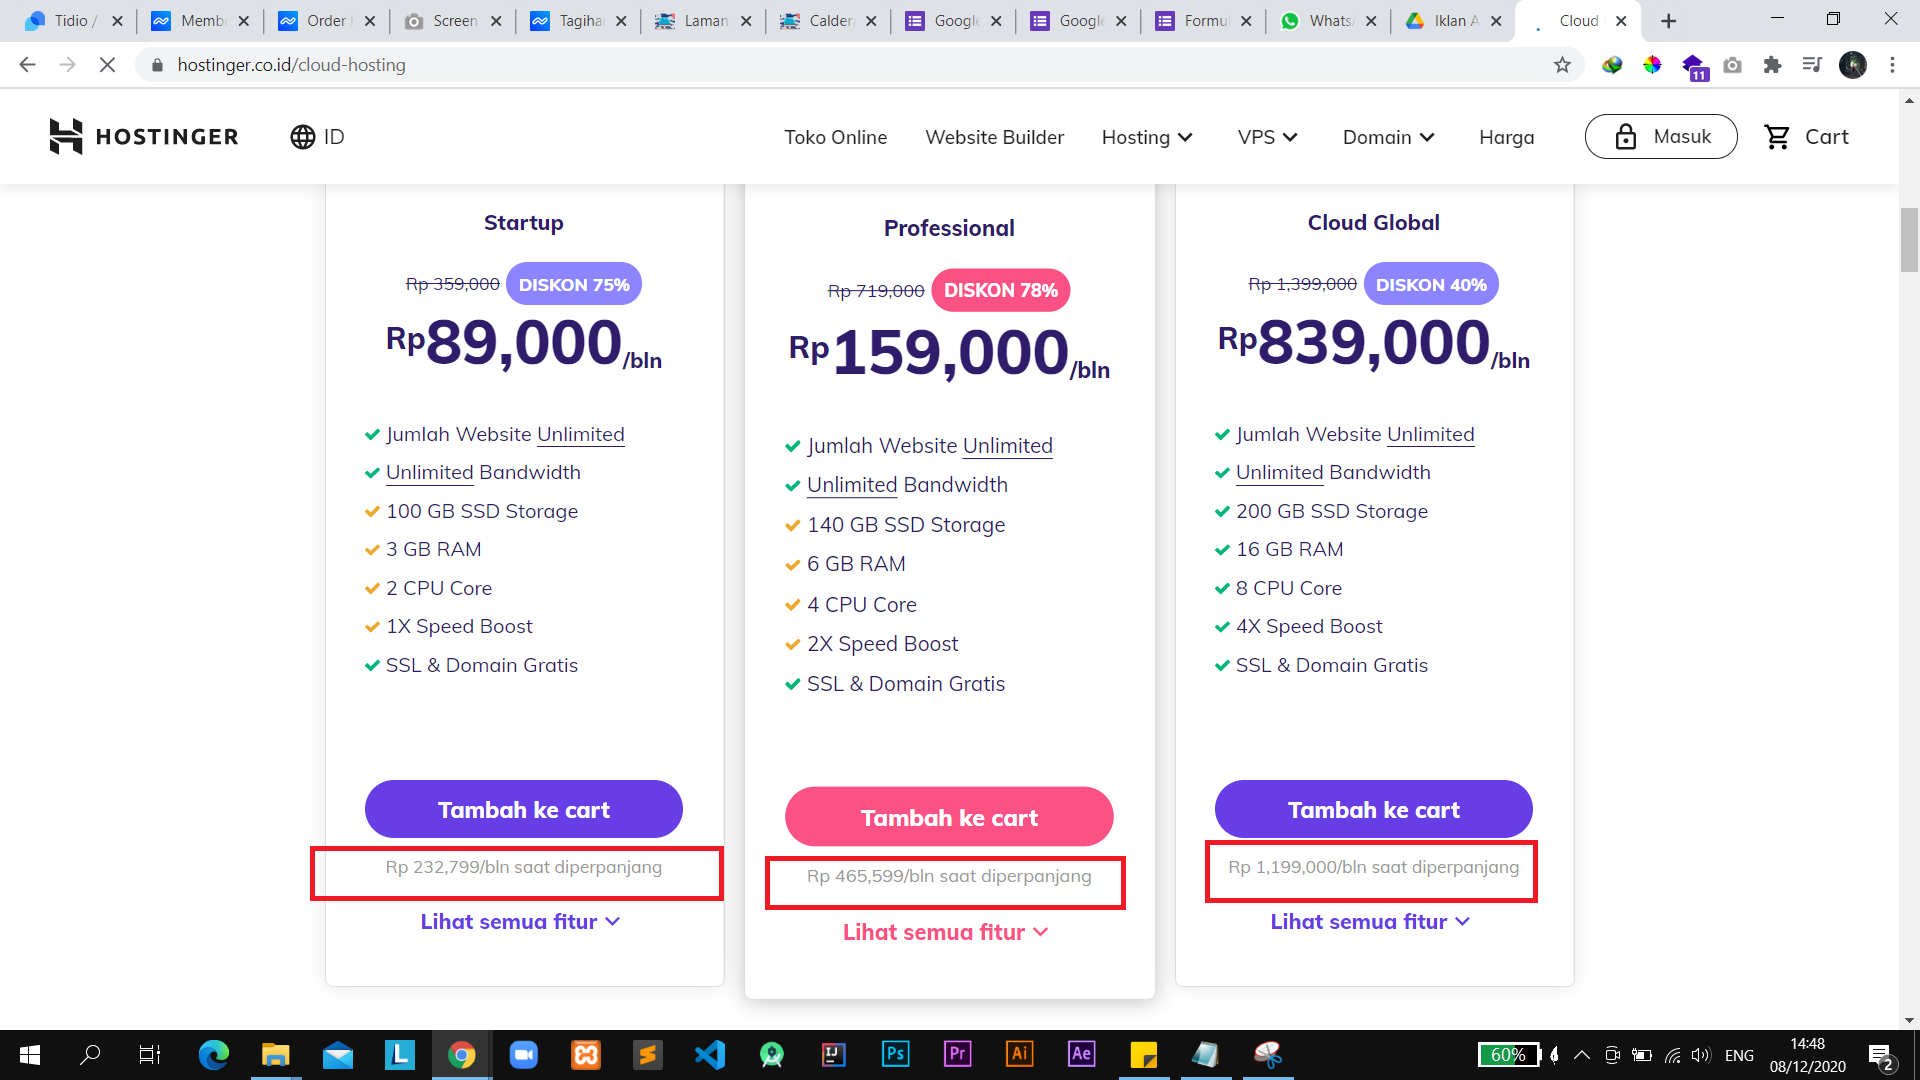 Tidio /
Membe
Order
Screen
Tagiha
Laman
Caldera
Google
Google
Formu
Whats
Iklan A
Cloud
hostinger.co.id/cloud-hosting
11
HOSTINGER
ID
Toko Online
Website Builder
Hosting
VPS
Domain
Harga
Masuk
Cart
Startup
Rp 359,000 DISKON 75%
Rp89,000/bln
Jumlah Website Unlimited
Unlimited Bandwidth
100 GB SSD Storage
3 GB RAM
2 CPU Core
1X Speed Boost
SSL & Domain Gratis
Tambah ke cart
Rp 232,799/bln saat diperpanjang
Lihat semua fitur
Professional
Rp 719,000 DISKON 78%
Rp159,000/bln
Jumlah Website Unlimited
Unlimited Bandwidth
140 GB SSD Storage
6 GB RAM
4 CPU Core
2X Speed Boost
SSL & Domain Gratis
Tambah ke cart
Rp 465,599/bln saat diperpanjang
Lihat semua fitur
Cloud Global
Rp 1,399,000 DISKON 40%
Rp839,000/bln
Jumlah Website Unlimited
Unlimited Bandwidth
200 GB SSD Storage
16 GB RAM
8 CPU Core
4X Speed Boost
SSL & Domain Gratis
Tambah ke cart
Rp 1,199,000/bln saat diperpanjang
Lihat semua fitur
L
IJ
Ps
Pr
Ai
Ae
60%
ENG
14:48
08/12/2020
2